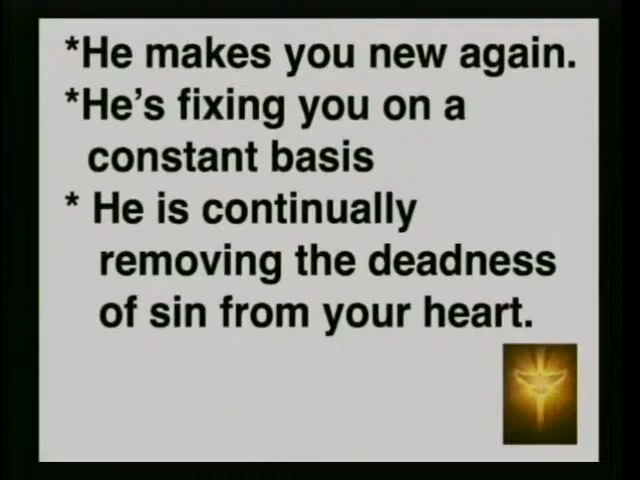 *He makes you new again.
*He's fixing you on a
constant basis
* He is continually
removing the deadness
of sin from your heart.